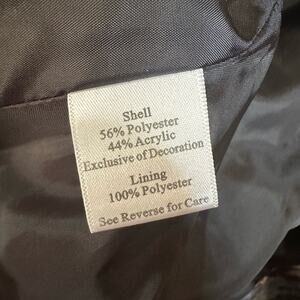 Shell
56% Polyester
44% Acrylic
Exclusive of Decoration
Lining
100% Polyester
See Reverse for Care